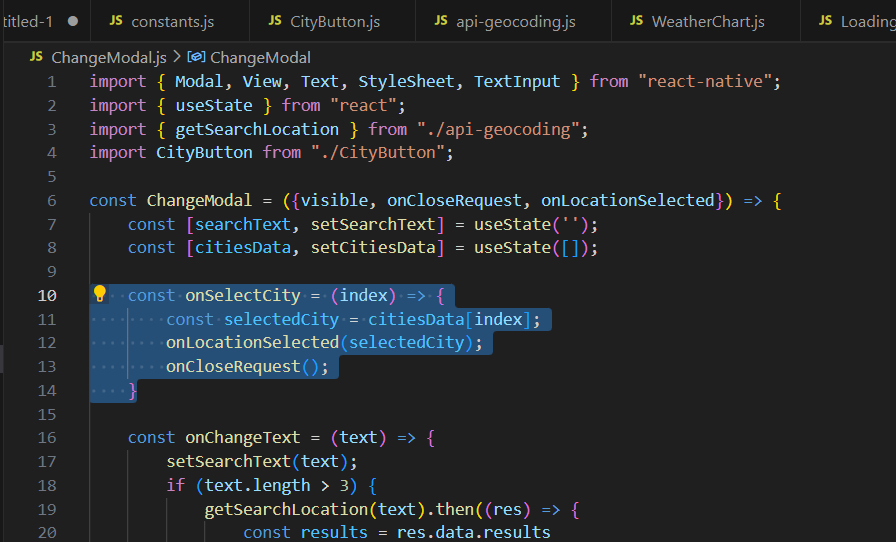 titled-1 JS constants.js JS CityButton.js JS api-geocoding.js JS WeatherChart.js JS Loading
JS ChangeModal.js > ChangeModal
1 import { Modal, View, Text, StyleSheet, TextInput } from "react-native";
2 import { useState } from "react";
3 import { getSearchLocation } from "./api-geocoding";
4 import CityButton from "./CityButton";
5
6 const ChangeModal = ({visible, onCloseRequest, onLocationSelected}) => {
7 const [searchText, setSearchText] = useState('');
8 const [citiesData, setCitiesData] = useState([]);
9
10 const onSelectCity = (index) => {
11 const selectedCity = citiesData[index];
12 onLocationSelected(selectedCity);
13 onCloseRequest();
14 }
15
16 const onChangeText = (text) => {
17 setSearchText(text);
18 if (text.length > 3) {
19 getSearchLocation(text).then((res) => {
20 const results = res.data.results